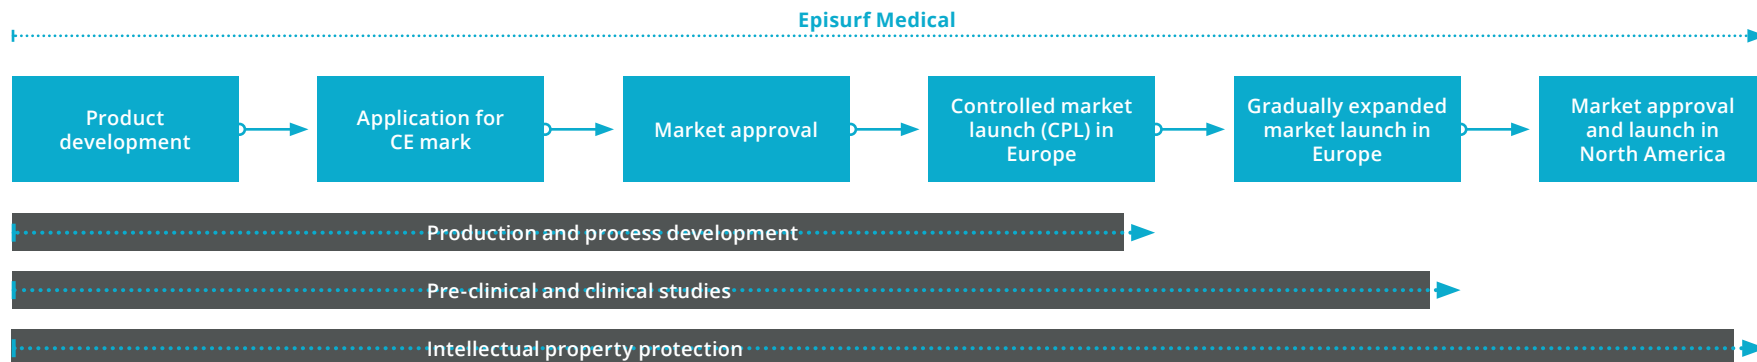 Episurf Medical
Product
development
Application for
CE mark
Market approval
Controlled market
launch (CPL) in
Europe
Gradually expanded
market launch in
Europe
Market approval
and launch in
North America
Production and process development
Pre-clinical and clinical studies
Intellectual property protection